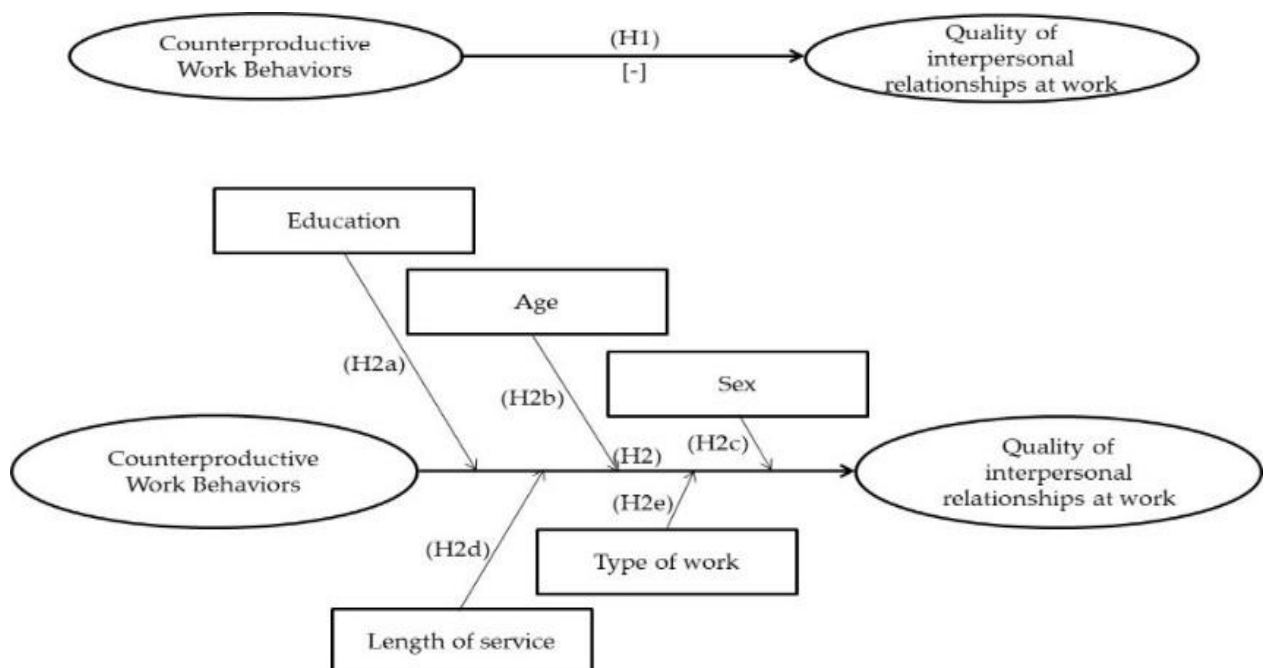 Counterproductive
Work Behaviors
(H1)
[-]
Quality of
interpersonal
relationships at work
Education
Age
Sex
(H2a)
(H2b)
(H2c)
Counterproductive
Work Behaviors
(H2)
Quality of
interpersonal
relationships at work
(H2d)
(H2e)
Type of work
Length of service